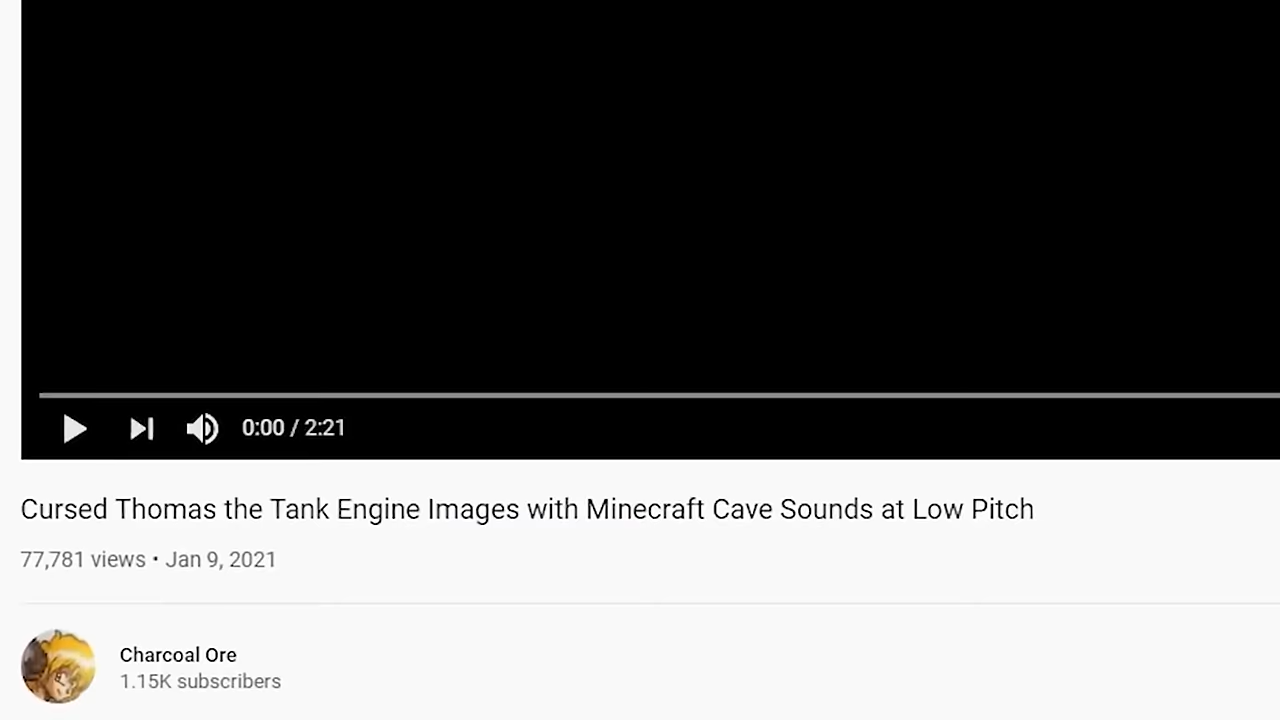 0:00 / 2:21
Cursed Thomas the Tank Engine Images with Minecraft Cave Sounds at Low Pitch
77,781 views • Jan 9, 2021
Charcoal Ore
1.15K subscribers